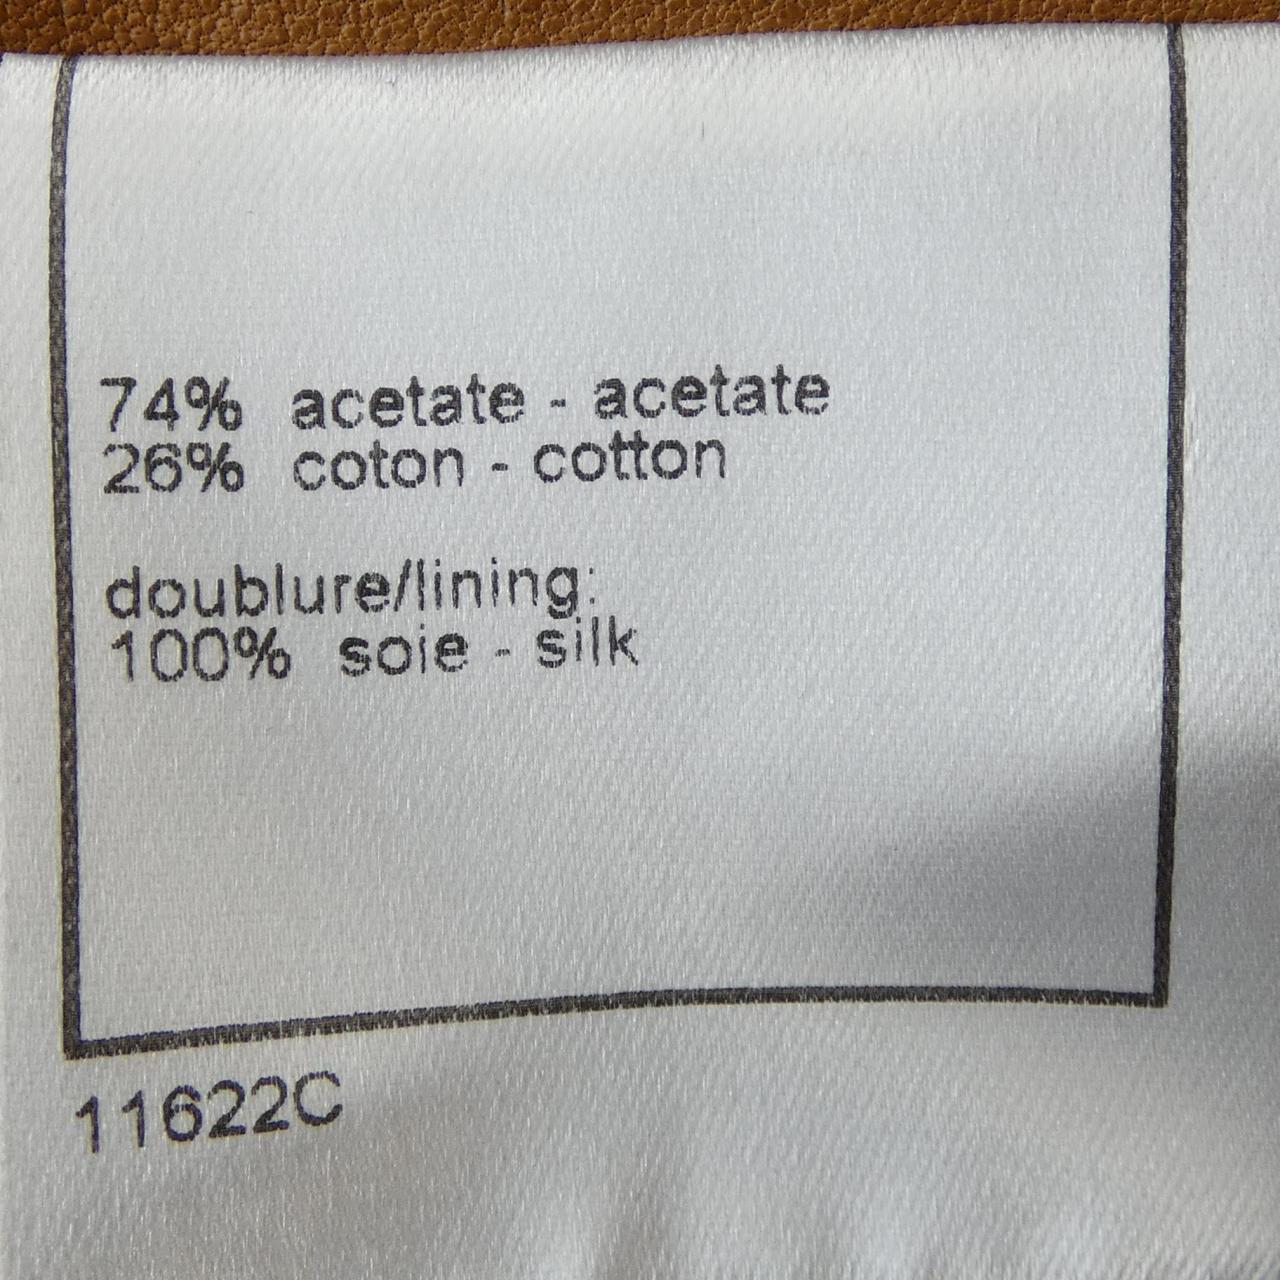 74% acetate - acetate
26% coton - cotton
doublure/lining:
100% soie - silk
11622C